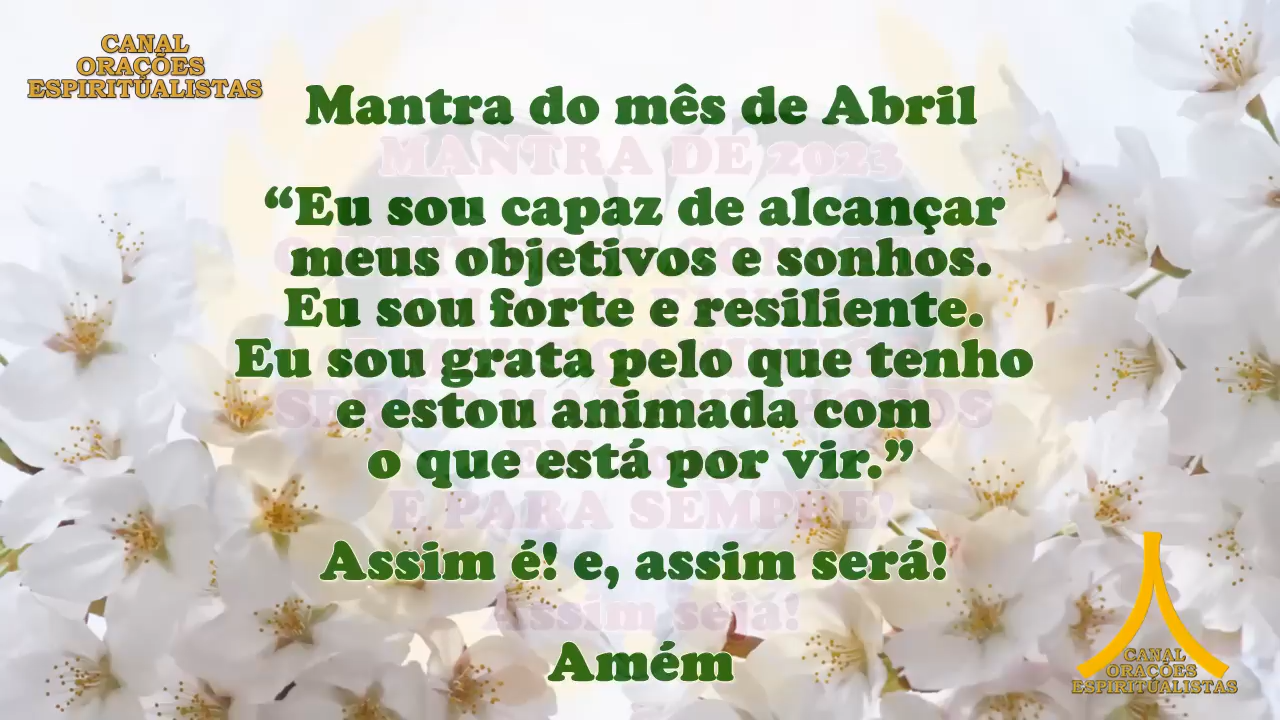 CANAL
ORAÇÕES
ESPIRITUALISTAS
Mantra do mês de Abril
MANTRA DE 2023
“Eu sou capaz de alcançar
meus objetivos e sonhos.
Eu sou forte e resiliente.
Eu sou grata pelo que tenho
e estou animada com
o que está por vir.”
E PARA SEMPRE!
Assim é! e, assim será!
Assim seja!
Amém
CANAL
ORAÇÕES
ESPIRITUALISTAS